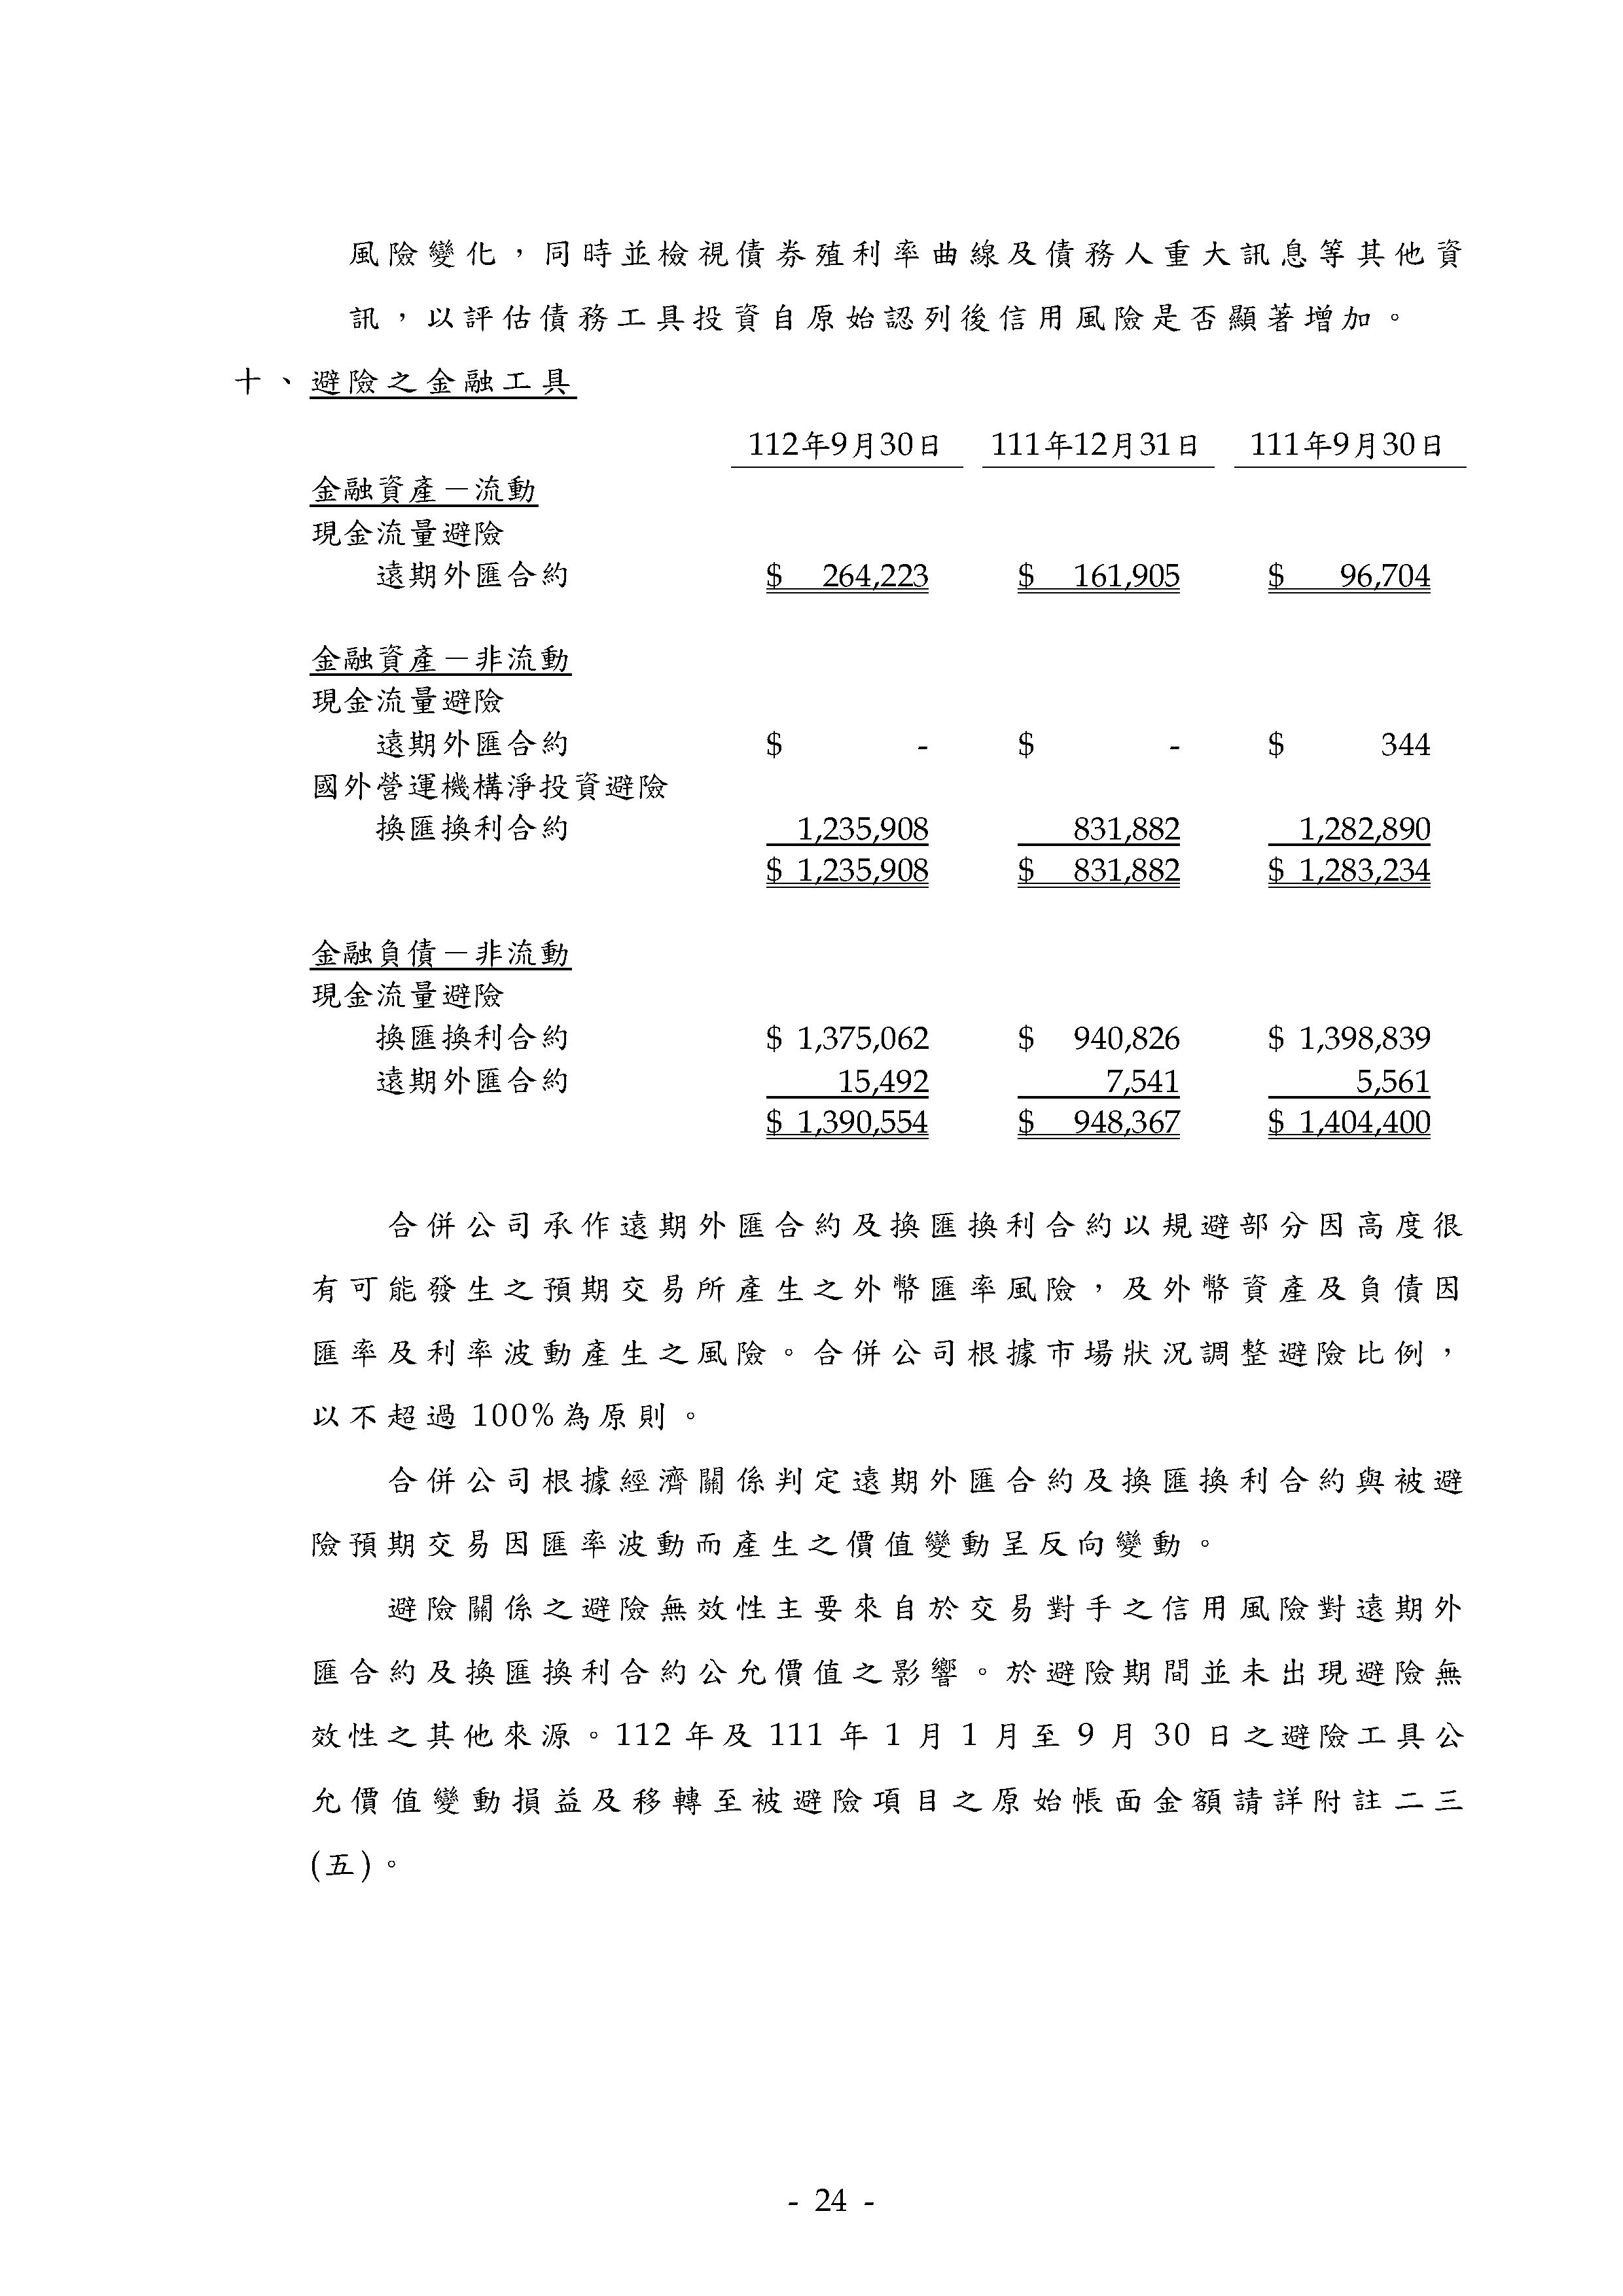 風險變化，同時並檢視債券殖利率曲線及債務人重大訊息等其他資
訊，以評估債務工具投資自原始認列後信用風險是否顯著增加。
十、避險之金融工具
112年9月30日 111年12月31日 111年9月30日
金融資產－流動
現金流量避險
遠期外匯合約 $ 264,223 $ 161,905 $ 96,704
金融資產－非流動
現金流量避險
遠期外匯合約 $ - $ - $ 344
國外營運機構淨投資避險
換匯換利合約 1,235,908 831,882 1,282,890
$ 1,235,908 $ 831,882 $ 1,283,234
金融負債－非流動
現金流量避險
換匯換利合約 $ 1,375,062 $ 940,826 $ 1,398,839
遠期外匯合約 15,492 7,541 5,561
$ 1,390,554 $ 948,367 $ 1,404,400
合併公司承作遠期外匯合約及換匯換利合約以規避部分因高度很
有可能發生之預期交易所產生之外幣匯率風險，及外幣資產及負債因
匯率及利率波動產生之風險。合併公司根據市場狀況調整避險比例，
以不超過 100%為原則。
合併公司根據經濟關係判定遠期外匯合約及換匯換利合約與被避
險預期交易因匯率波動而產生之價值變動呈反向變動。
避險關係之避險無效性主要來自於交易對手之信用風險對遠期外
匯合約及換匯換利合約公允價值之影響。於避險期間並未出現避險無
效性之其他來源。112 年及 111 年 1 月 1 月至 9 月 30 日之避險工具公
允價值變動損益及移轉至被避險項目之原始帳面金額請詳附註二三
(五)。
- 24 -